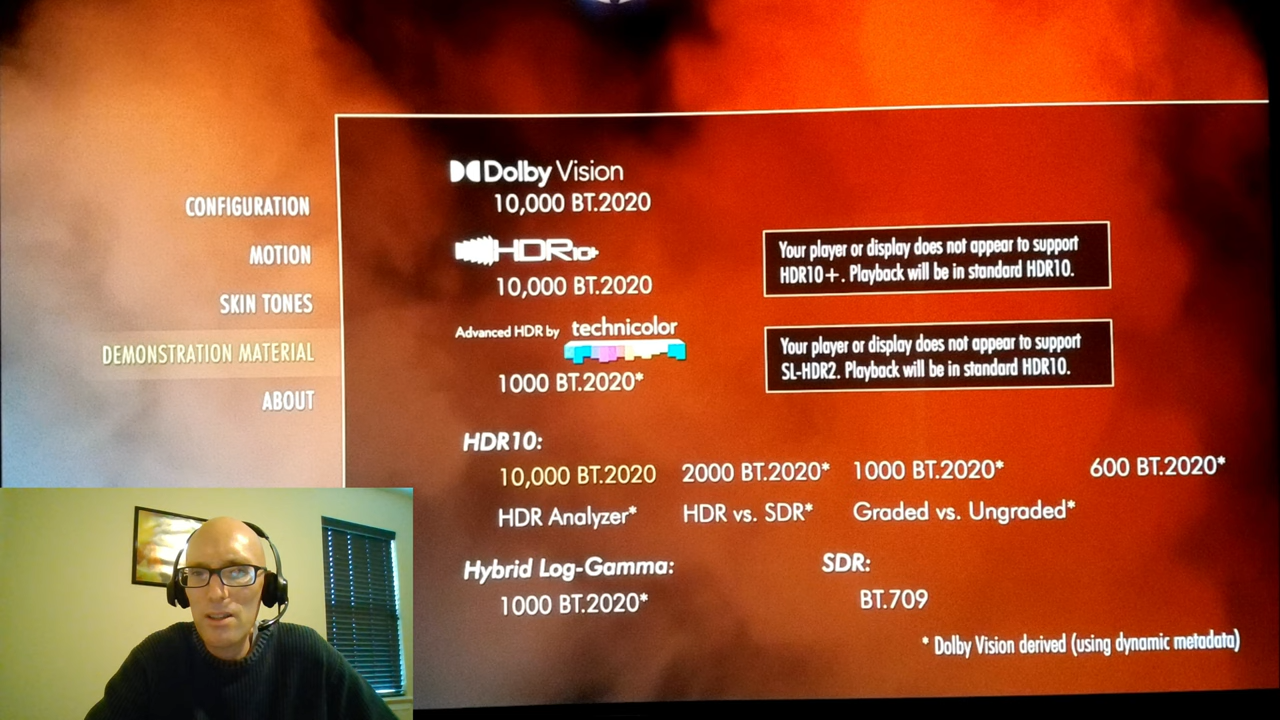 CONFIGURATION
MOTION
SKIN TONES
DEMONSTRATION MATERIAL
ABOUT
Dolby Vision
10,000 BT.2020
HDR10+
10,000 BT.2020
Your player or display does not appear to support
HDR10+. Playback will be in standard HDR10.
Advanced HDR by technicolor
1000 BT.2020*
Your player or display does not appear to support
SL-HDR2. Playback will be in standard HDR10.
HDR10:
10,000 BT.2020 2000 BT.2020* 1000 BT.2020* 600 BT.2020*
HDR Analyzer* HDR vs. SDR* Graded vs. Ungraded*
Hybrid Log-Gamma: SDR:
1000 BT.2020* BT.709
* Dolby Vision derived (using dynamic metadata)